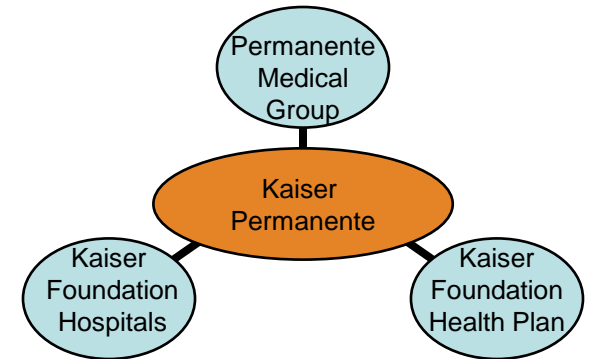 Permanente
Medical
Group
Kaiser
Permanente
Kaiser
Foundation
Hospitals
Kaiser
Foundation
Health Plan